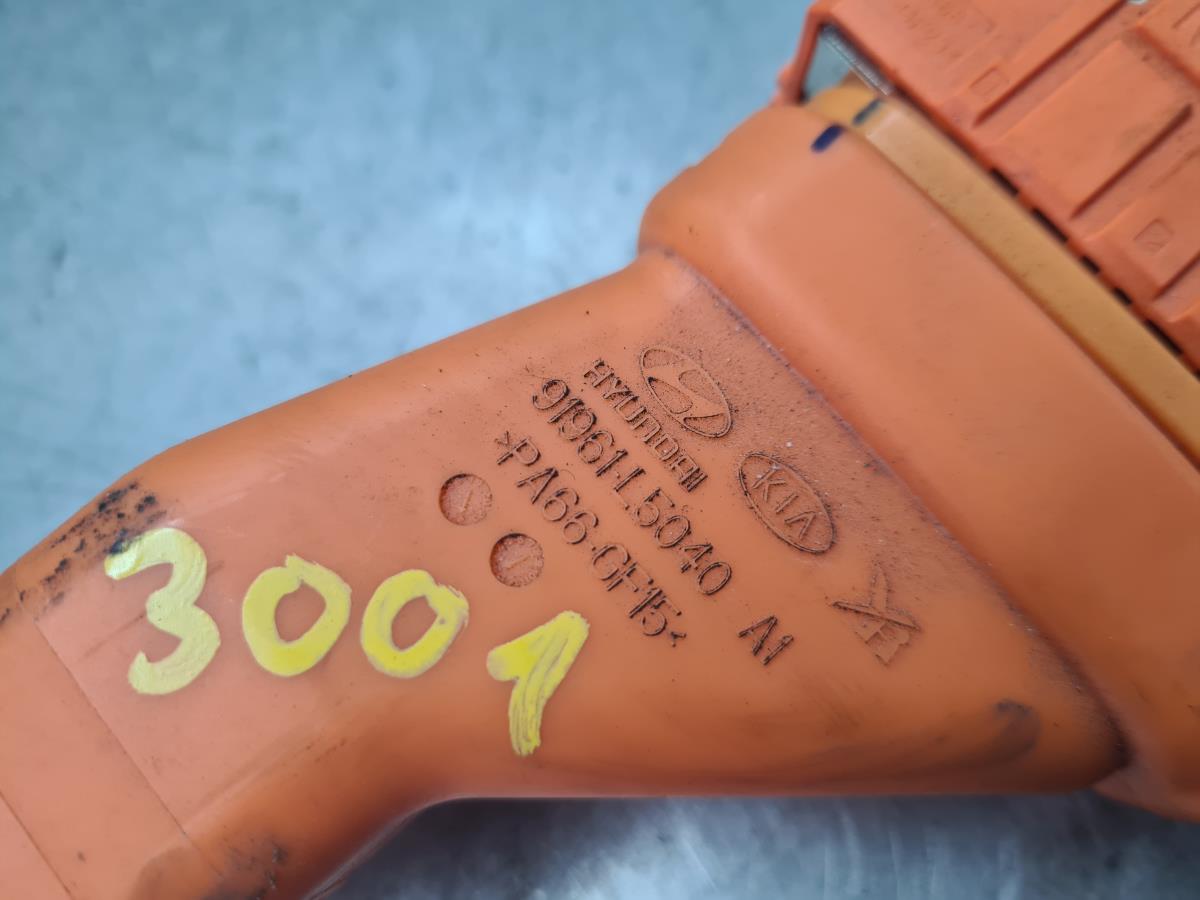 HYUNDAI
KIA
91961-L5040 A1
>PA66-GF15<
3001